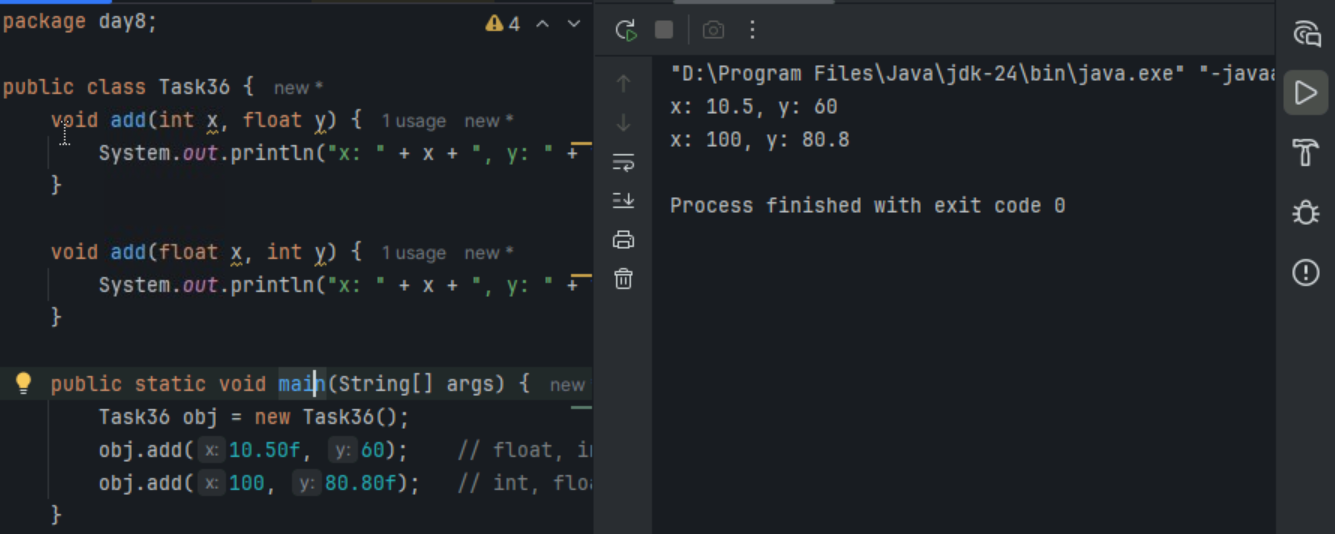 package day8;
4
public class Task36 { new *
void add(int x, float y) { 1 usage new *
System.out.println("x: " + x + ", y: " +
}
void add(float x, int y) { 1 usage new *
System.out.println("x: " + x + ", y: " +
}
public static void main(String[] args) { new
Task36 obj = new Task36();
obj.add( x: 10.50f, y: 60); // float, i
obj.add( x: 100, y: 80.80f); // int, floa
}
"D:\Program Files\Java\jdk-24\bin\java.exe" "-java
x: 10.5, y: 60
x: 100, y: 80.8
Process finished with exit code 0